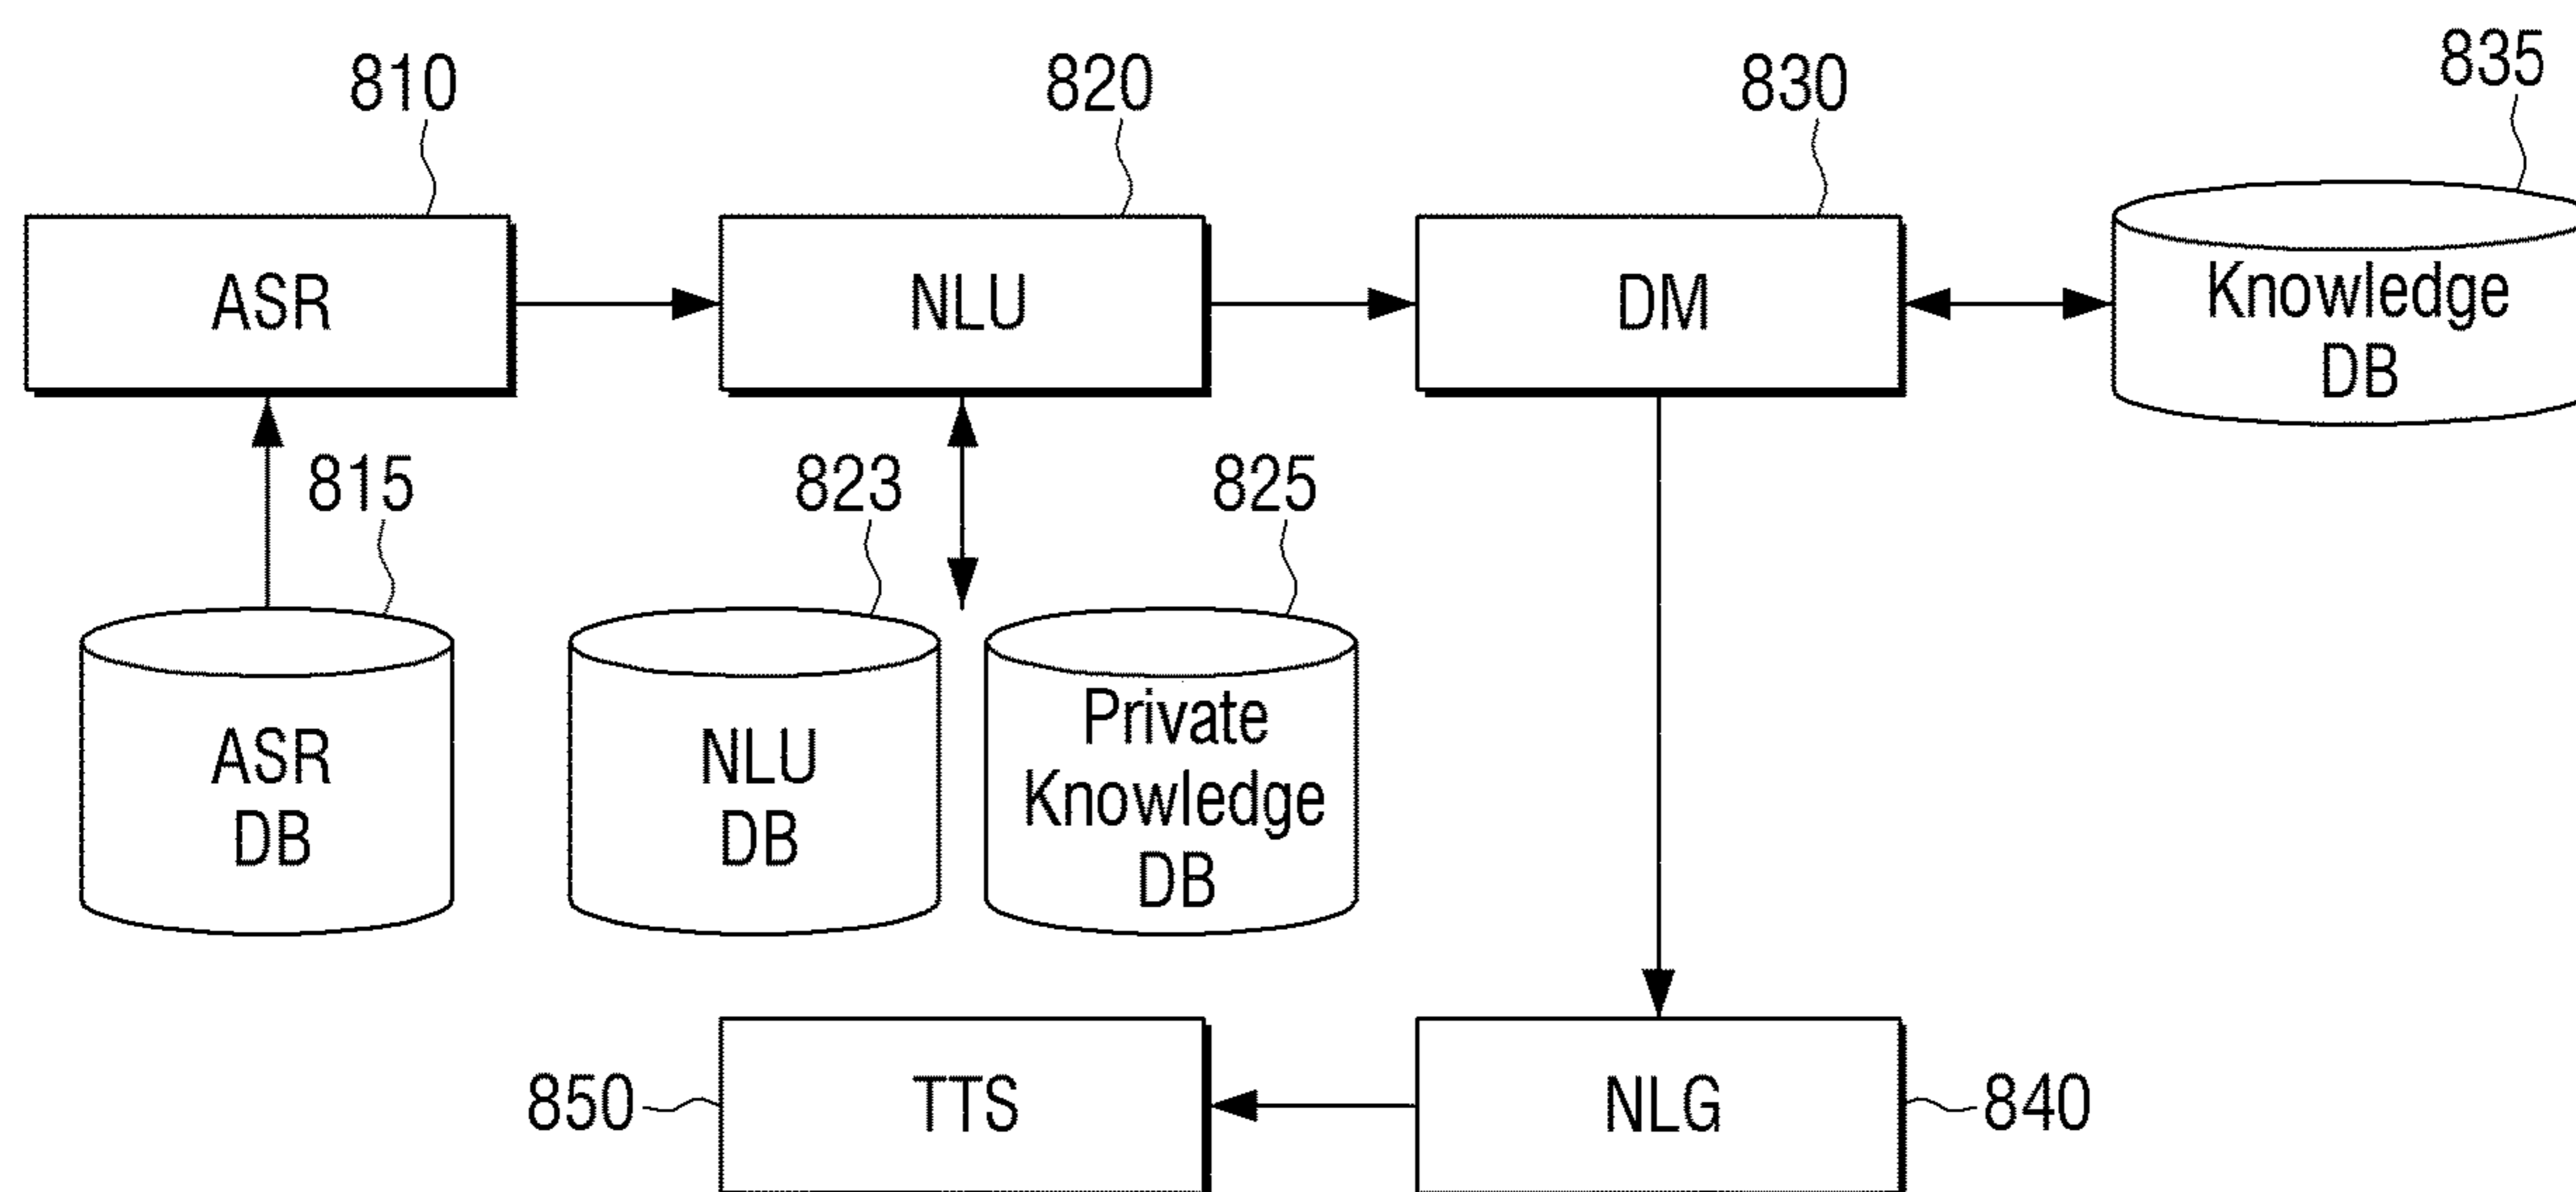 810
820
830
835
ASR
NLU
DM
Knowledge
DB
815
823
825
ASR
DB
NLU
DB
Private
Knowledge
DB
850
TTS
NLG
840